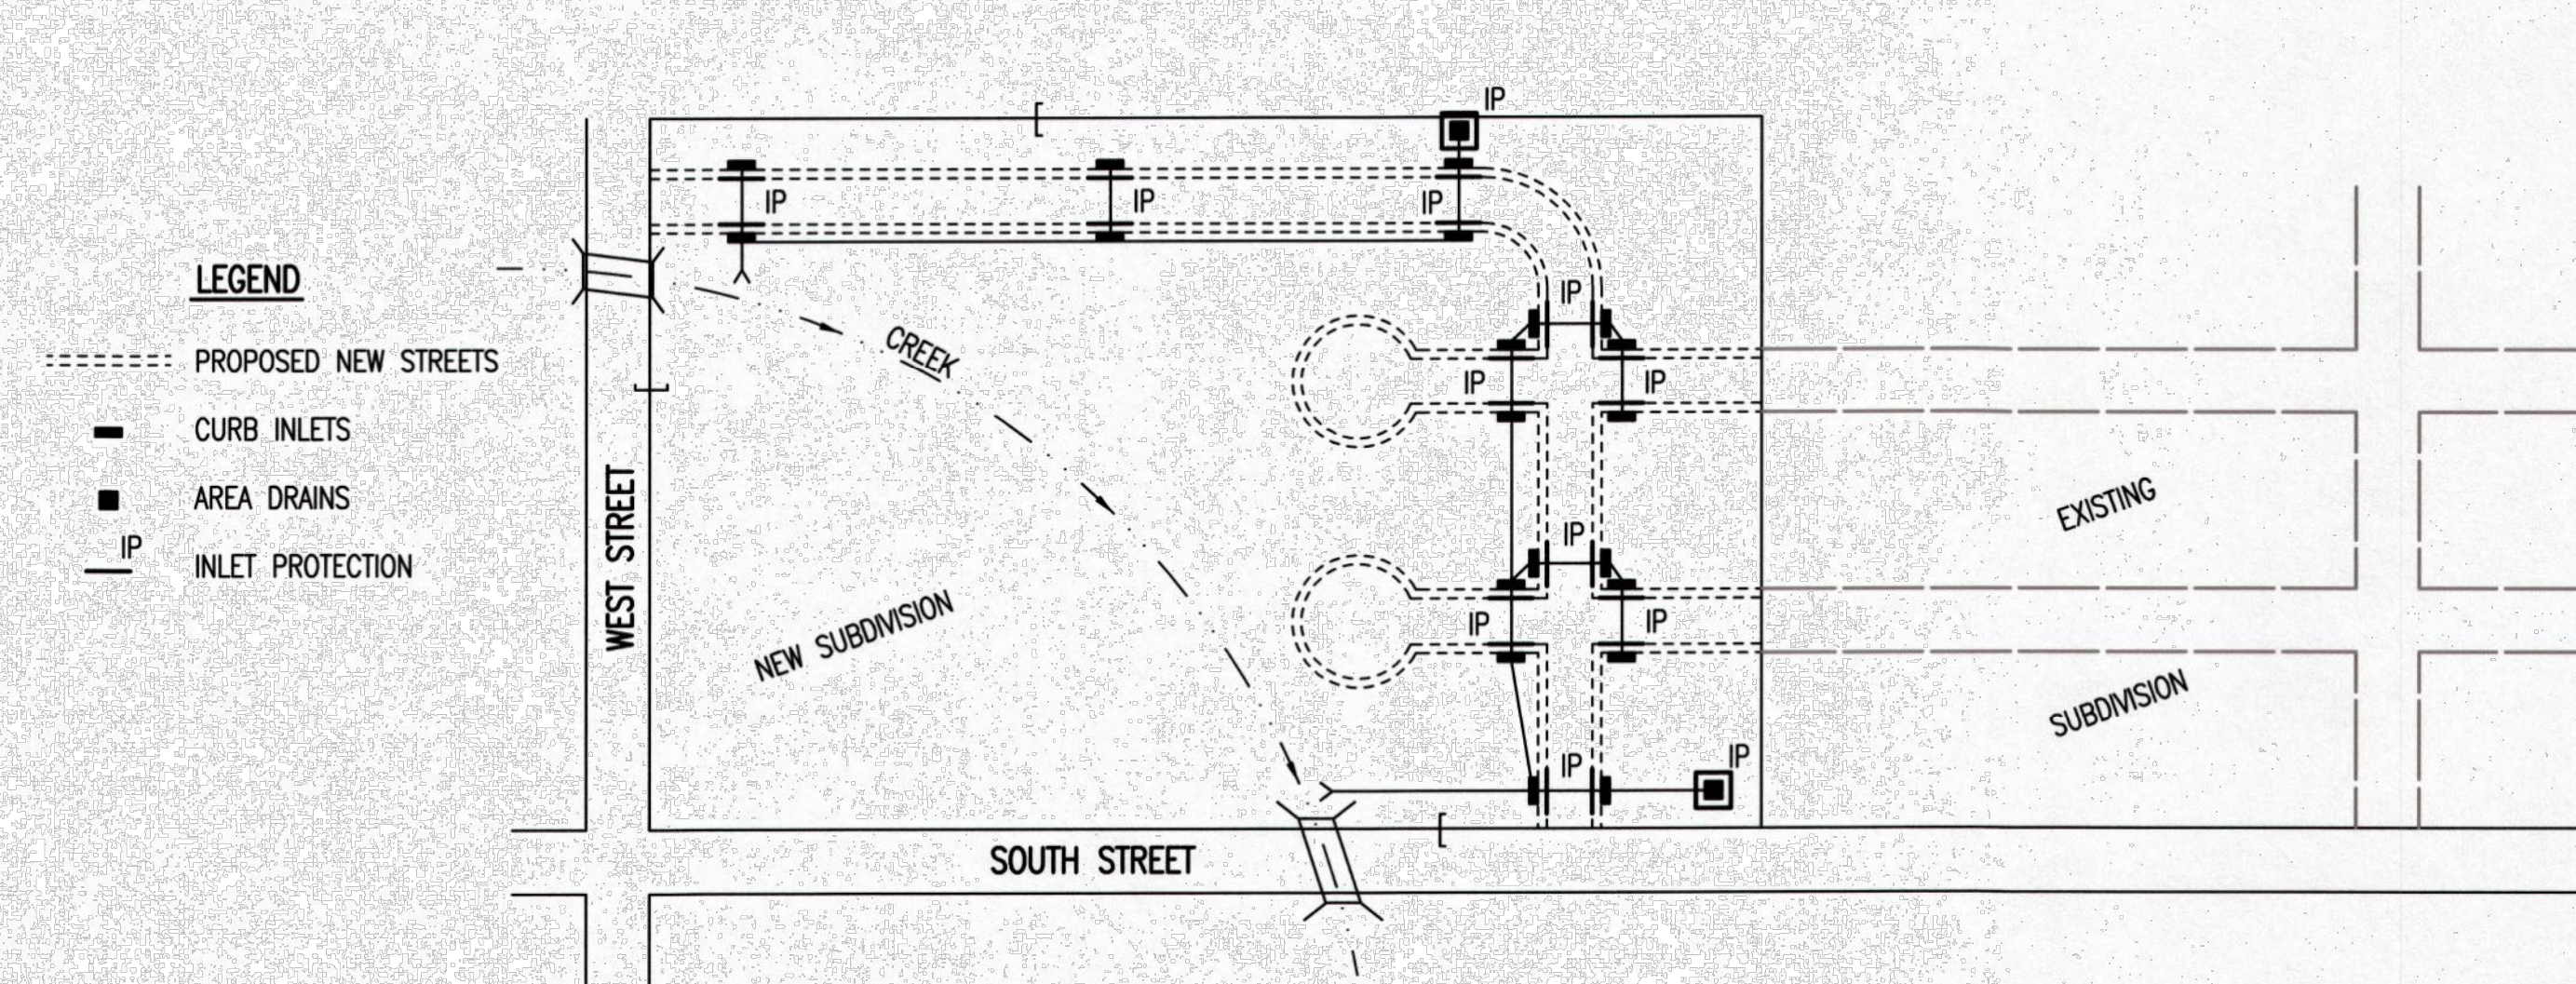 IP
IP
IP
IP
LEGEND
PROPOSED NEW STREETS
CURB INLETS
AREA DRAINS
IP
INLET PROTECTION
WEST STREET
CREEK
NEW SUBDIVISION
IP
IP
IP
IP
IP
IP
IP
IP
EXISTING
SUBDIVISION
SOUTH STREET